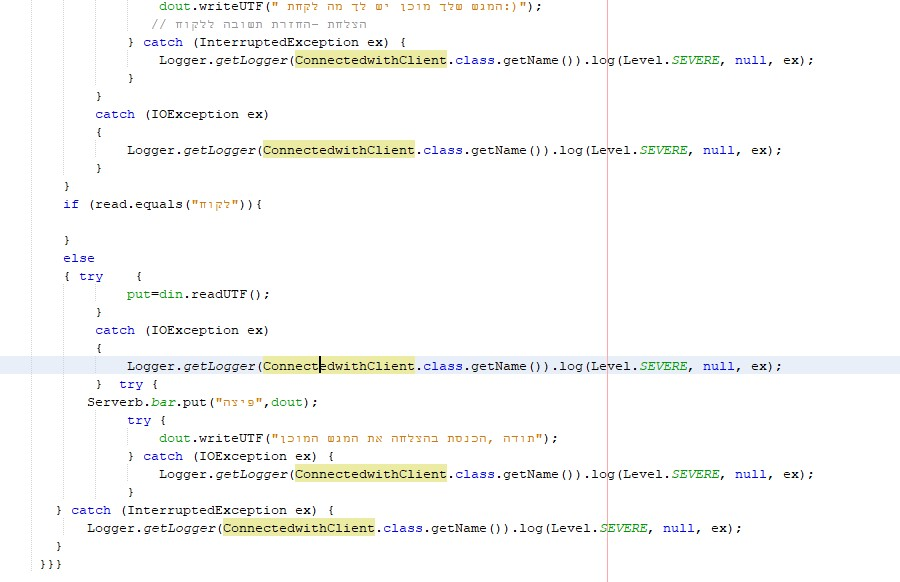 dout.writeUTF(" המגש שלך מוכן יש לך מה לקחת:)");
// הצלחת –החזרת תשובה ללקוח
} catch (InterruptedException ex) {
Logger.getLogger(ConnectedwithClient.class.getName()).log(Level.SEVERE, null, ex);
}
}
catch (IOException ex)
{
Logger.getLogger(ConnectedwithClient.class.getName()).log(Level.SEVERE, null, ex);
}
}
if (read.equals("לקוח")){
}
else
{ try    {
put=din.readUTF();
}
catch (IOException ex)
{
Logger.getLogger(ConnectedwithClient.class.getName()).log(Level.SEVERE, null, ex);
}  try {
Serverb.bar.put("פיצה",dout);
try {
dout.writeUTF("תודה ,הכנסת בהצלחה את המגש המוכן");
} catch (IOException ex) {
Logger.getLogger(ConnectedwithClient.class.getName()).log(Level.SEVERE, null, ex);
}
} catch (InterruptedException ex) {
Logger.getLogger(ConnectedwithClient.class.getName()).log(Level.SEVERE, null, ex);
}
}}}